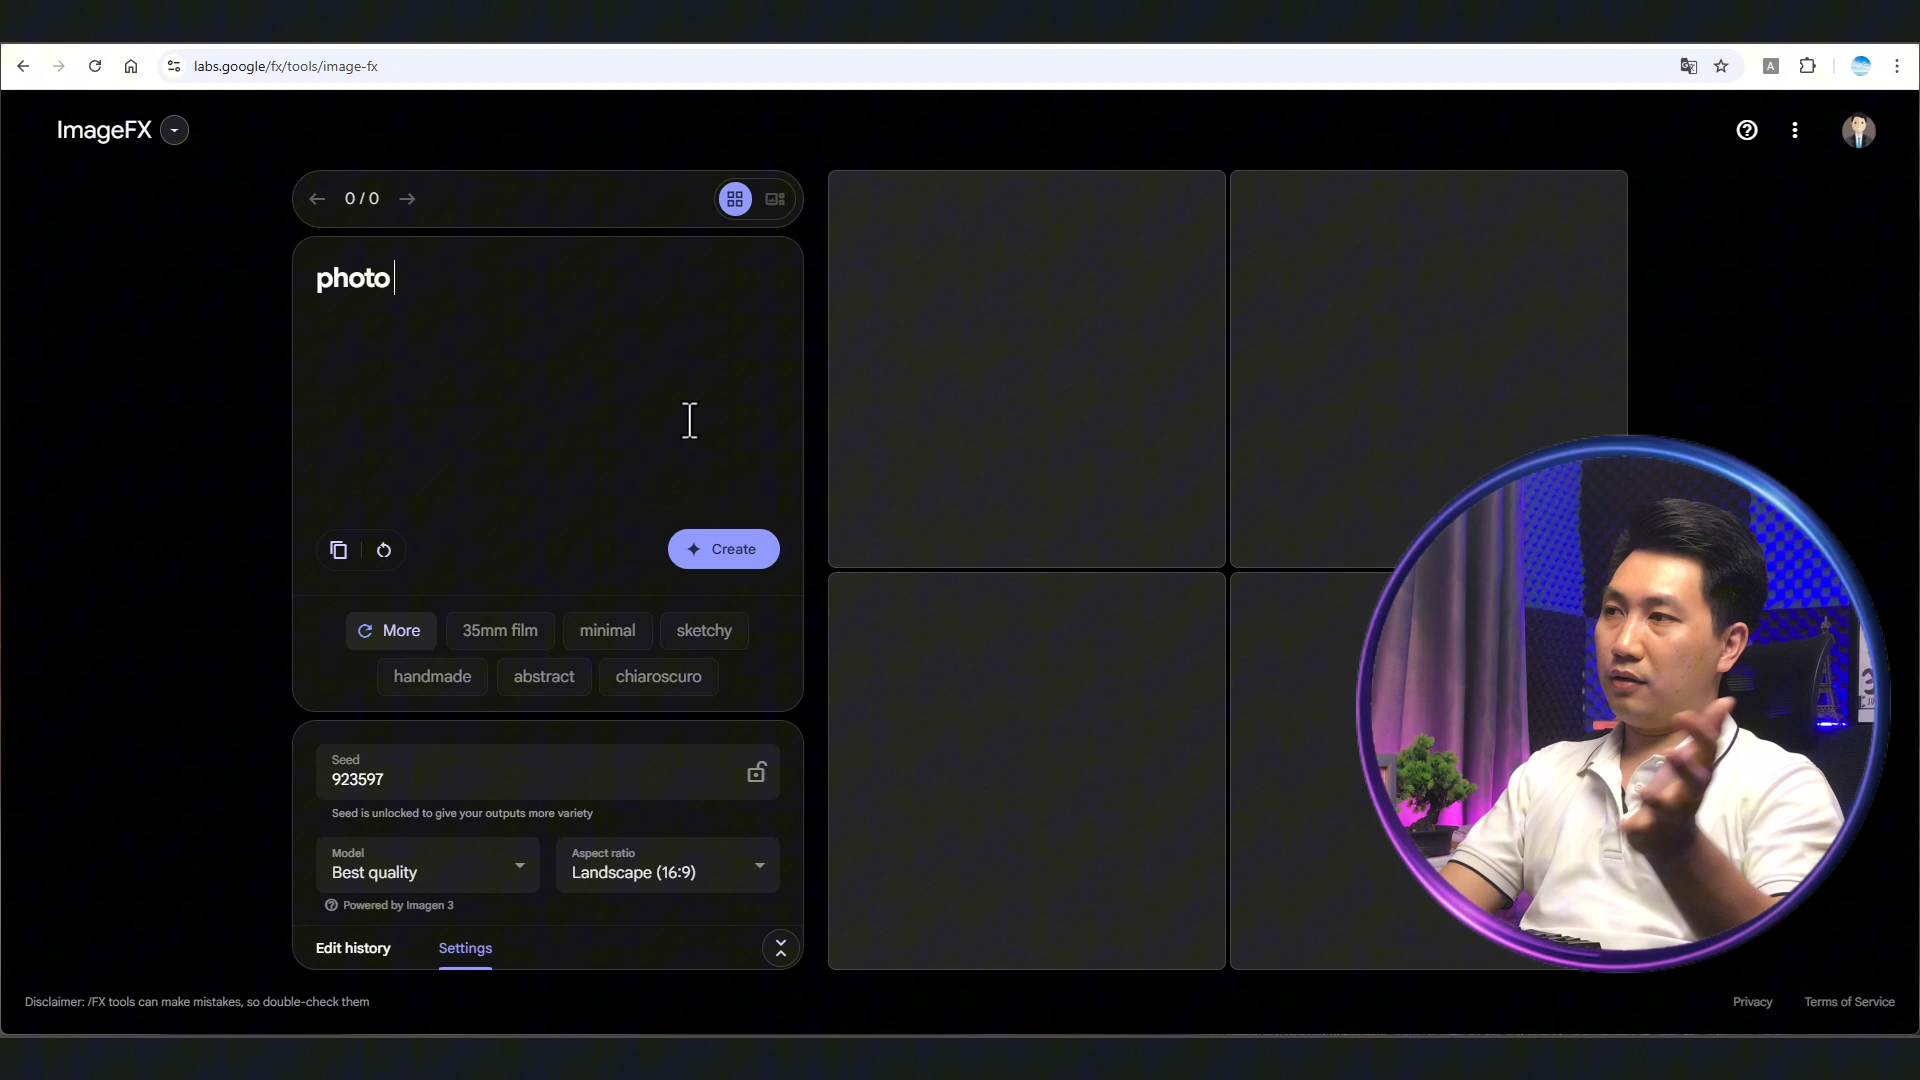 labs.google/fx/tools/image-fx
A
ImageFX
0 / 0
photo
Create
More
35mm film
minimal
sketchy
handmade
abstract
chiaroscuro
Seed
923597
Seed is unlocked to give your outputs more variety
Model
Best quality
Aspect ratio
Landscape (16:9)
Powered by Imagen 3
Edit history
Settings
Disclaimer: /FX tools can make mistakes, so double-check them
Privacy
Terms of Service